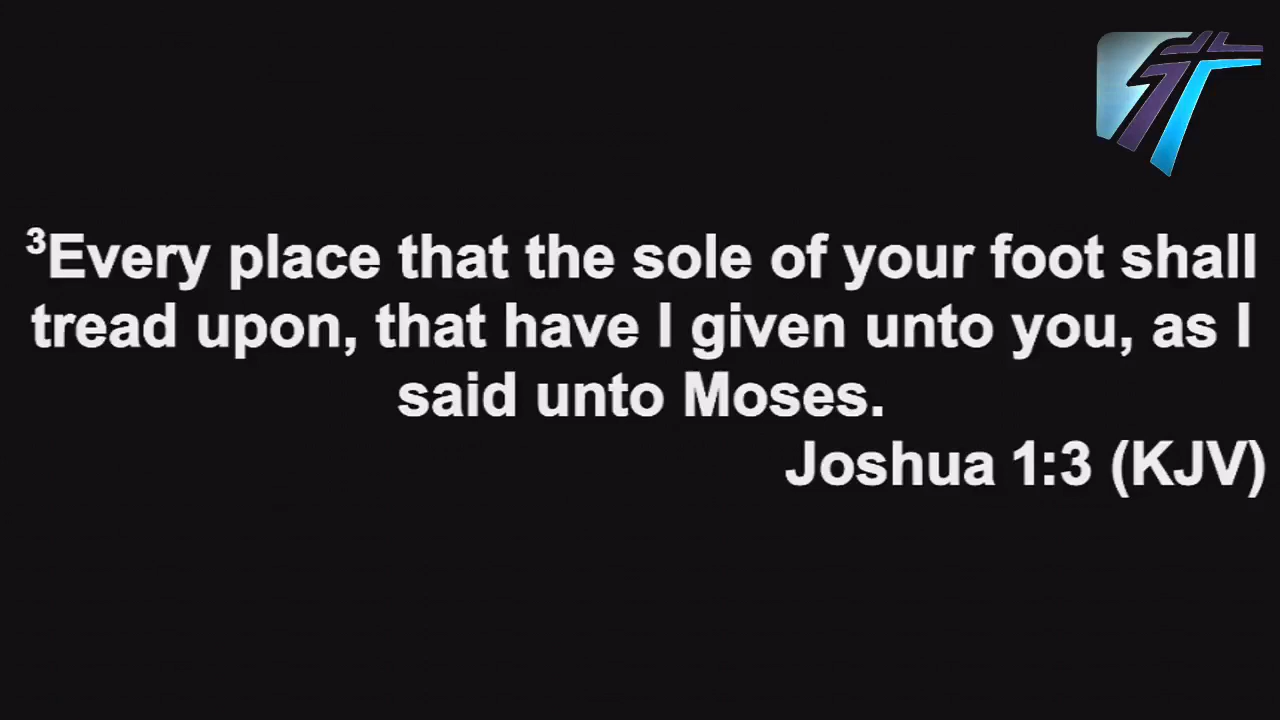 ³Every place that the sole of your foot shall
tread upon, that have I given unto you, as I
said unto Moses.
Joshua 1:3 (KJV)